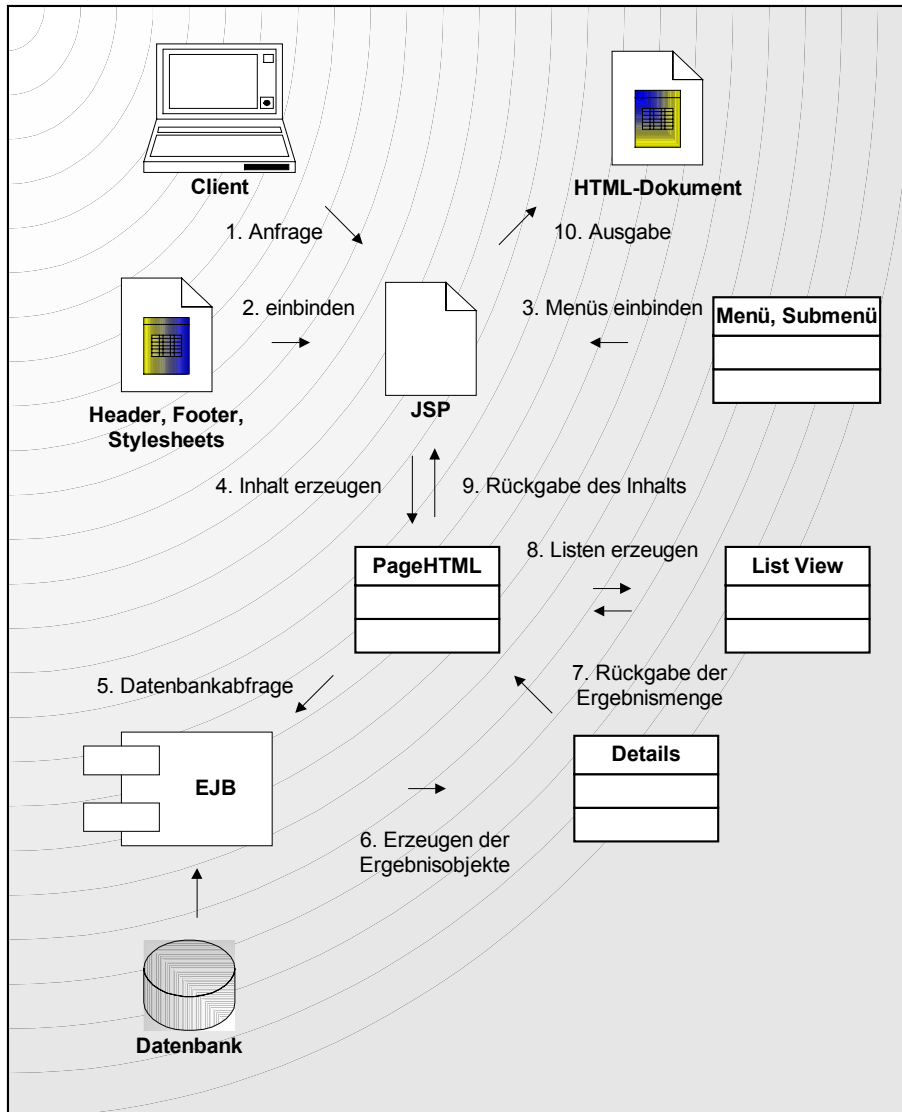 Client
HTML-Dokument
1. Anfrage
10. Ausgabe
2. einbinden
3. Menüs einbinden
Menü, Submenü
Header, Footer,
Stylesheets
JSP
4. Inhalt erzeugen
9. Rückgabe des Inhalts
PageHTML
8. Listen erzeugen
List View
5. Datenbankabfrage
7. Rückgabe der
Ergebnismenge
EJB
Details
6. Erzeugen der
Ergebnisobjekte
Datenbank